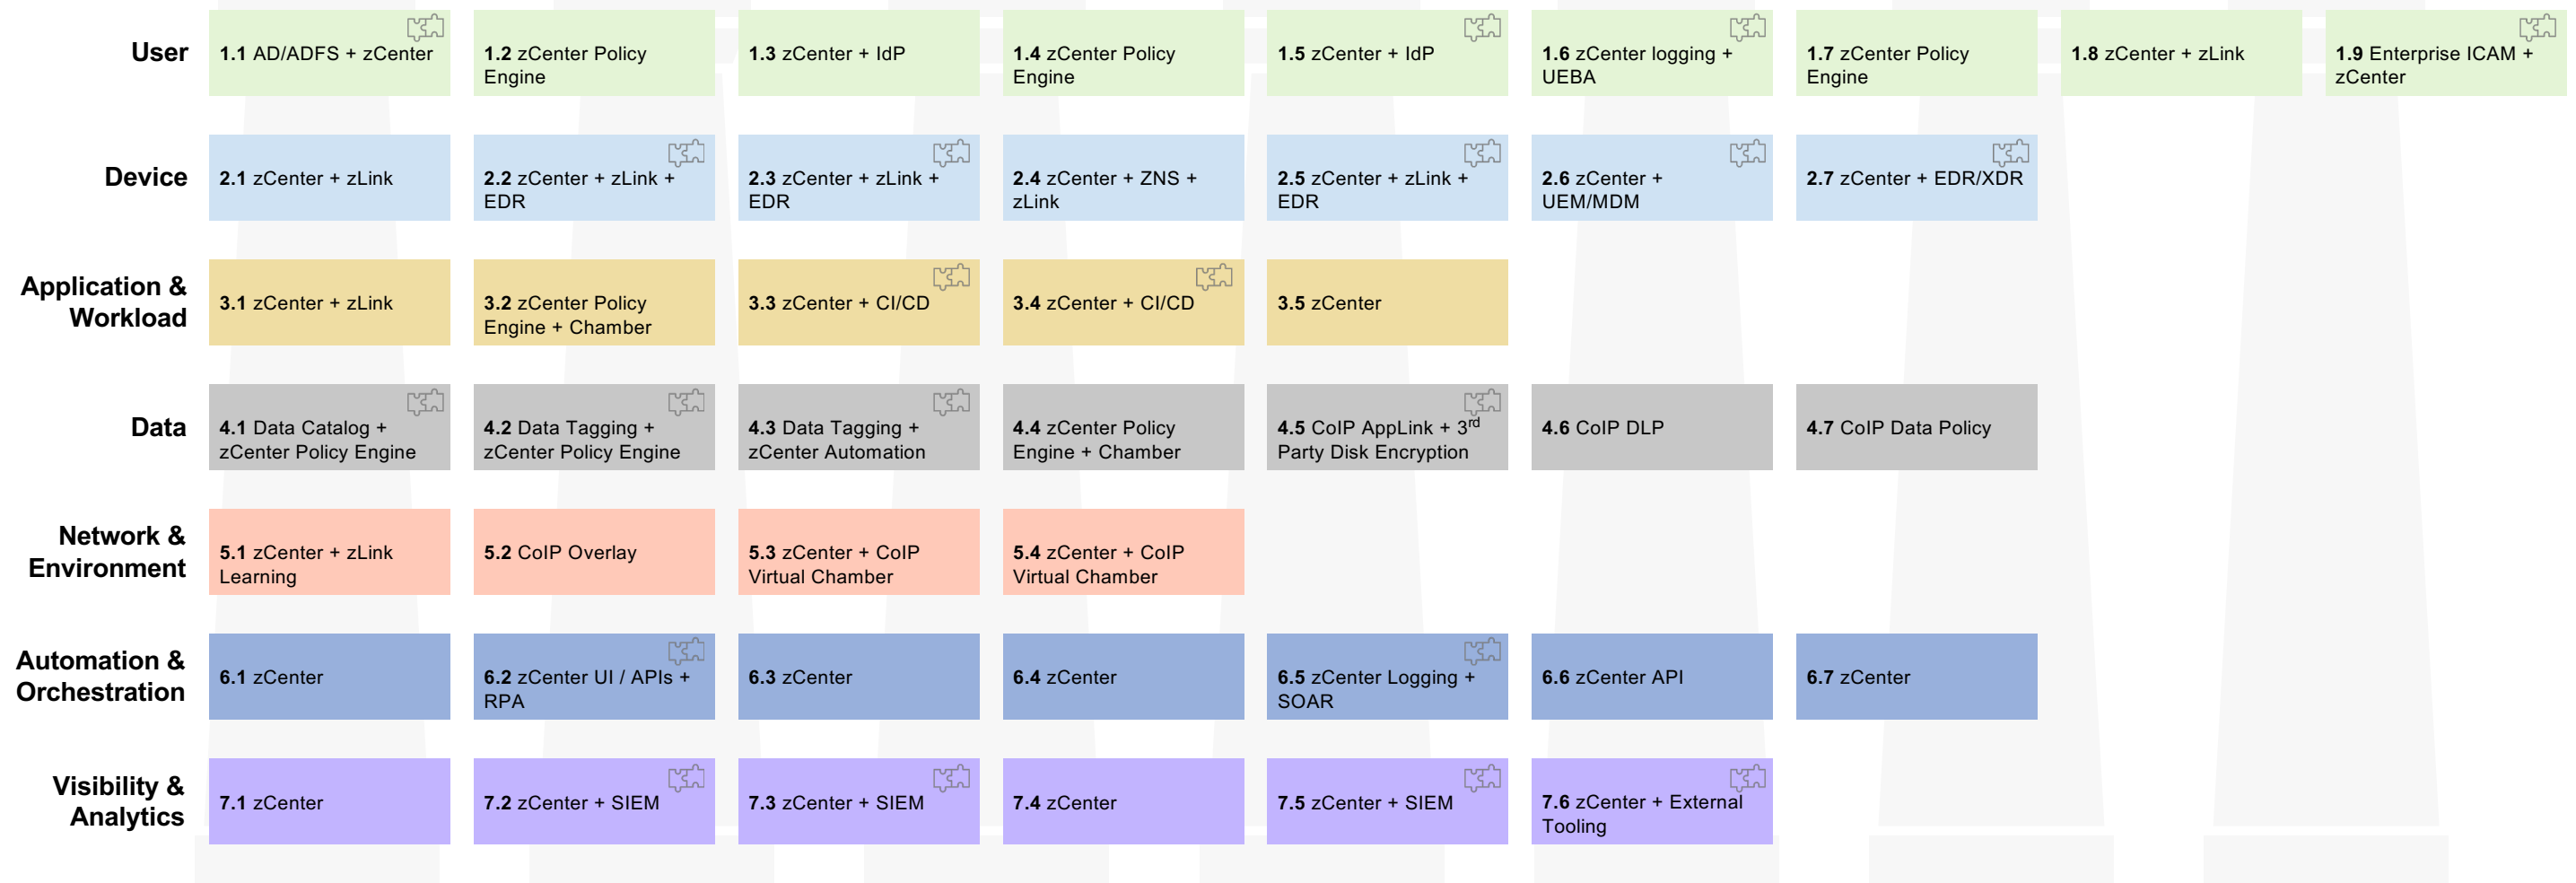 User
1.1 AD/ADFS + zCenter
1.2 zCenter Policy
Engine
1.3 zCenter + IdP
1.4 zCenter Policy
Engine
1.5 zCenter + IdP
1.6 zCenter logging +
UEBA
1.7 zCenter Policy
Engine
1.8 zCenter + zLink
1.9 Enterprise ICAM +
zCenter
Device
2.1 zCenter + zLink
2.2 zCenter + zLink +
EDR
2.3 zCenter + zLink +
EDR
2.4 zCenter + ZNS +
zLink
2.5 zCenter + zLink +
EDR
2.6 zCenter +
UEM/MDM
2.7 zCenter + EDR/XDR
Application &
Workload
3.1 zCenter + zLink
3.2 zCenter Policy
Engine + Chamber
3.3 zCenter + CI/CD
3.4 zCenter + CI/CD
3.5 zCenter
Data
4.1 Data Catalog +
zCenter Policy Engine
4.2 Data Tagging +
zCenter Policy Engine
4.3 Data Tagging +
zCenter Automation
4.4 zCenter Policy
Engine + Chamber
4.5 CoIP AppLink + 3rd
Party Disk Encryption
4.6 CoIP DLP
4.7 CoIP Data Policy
Network &
Environment
5.1 zCenter + zLink
Learning
5.2 CoIP Overlay
5.3 zCenter + CoIP
Virtual Chamber
5.4 zCenter + CoIP
Virtual Chamber
Automation &
Orchestration
6.1 zCenter
6.2 zCenter UI / APIs +
RPA
6.3 zCenter
6.4 zCenter
6.5 zCenter Logging +
SOAR
6.6 zCenter API
6.7 zCenter
Visibility &
Analytics
7.1 zCenter
7.2 zCenter + SIEM
7.3 zCenter + SIEM
7.4 zCenter
7.5 zCenter + SIEM
7.6 zCenter + External
Tooling